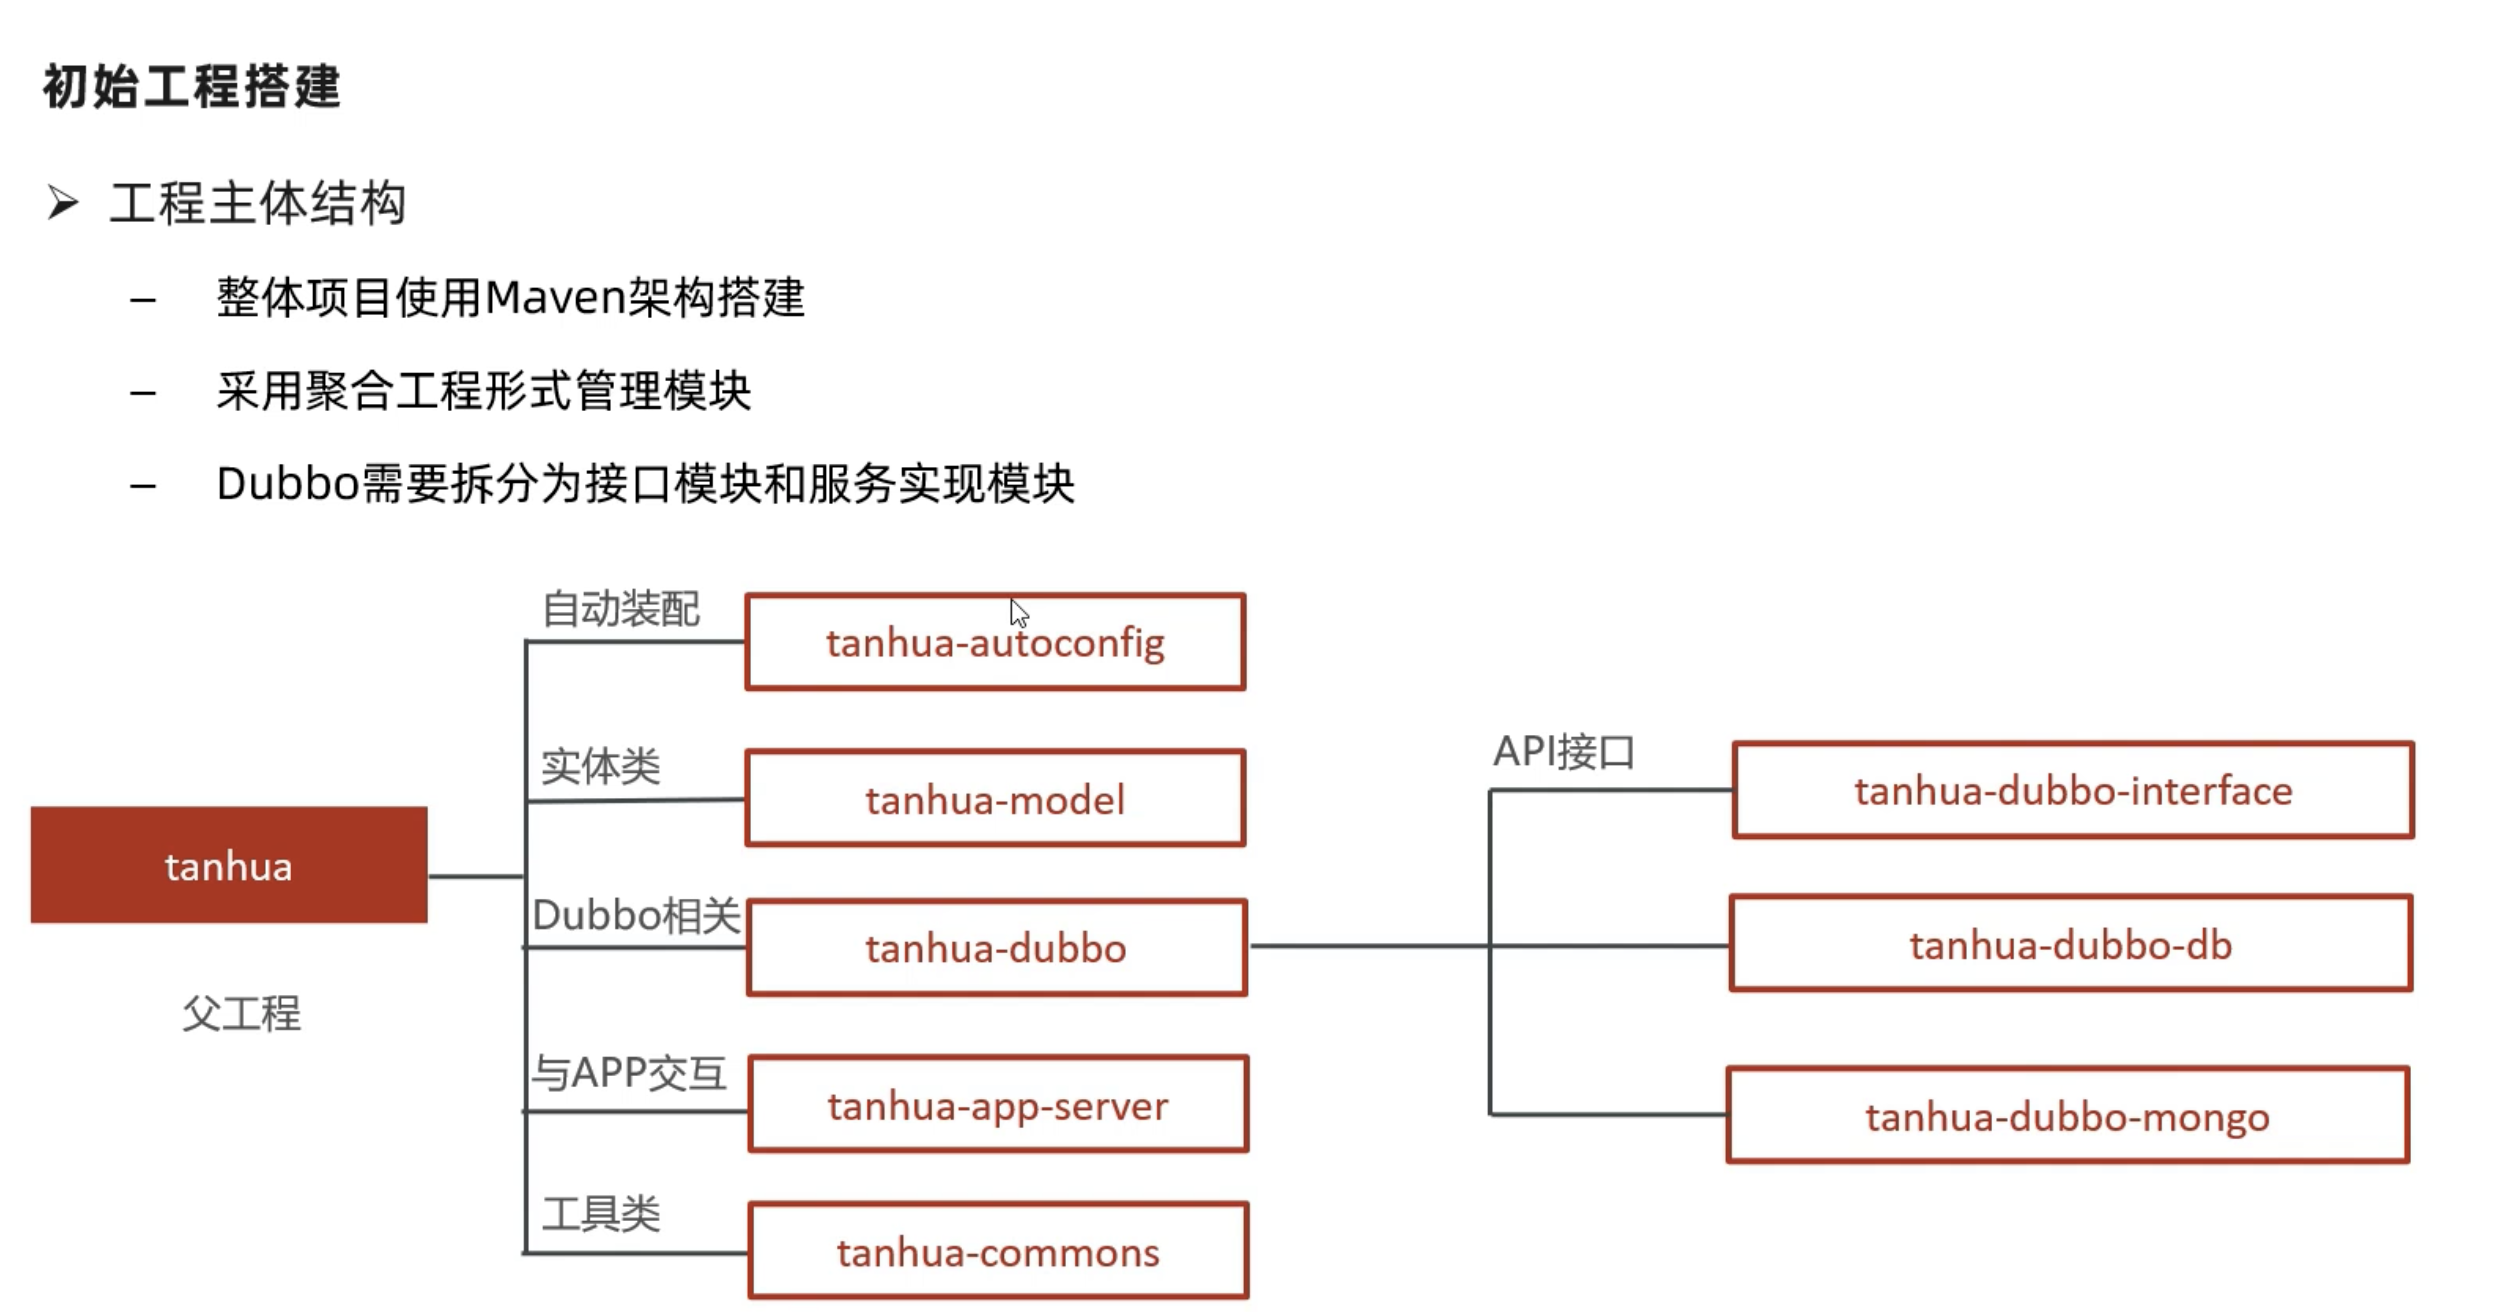 初始工程搭建
➢ 工程主体结构
– 整体项目使用Maven架构搭建
– 采用聚合工程形式管理模块
– Dubbo需要拆分为接口模块和服务实现模块
自动装配
tanhua-autoconfig
实体类
tanhua-model
tanhua
父工程
Dubbo相关
tanhua-dubbo
与APP交互
tanhua-app-server
工具类
tanhua-commons
API接口
tanhua-dubbo-interface
tanhua-dubbo-db
tanhua-dubbo-mongo